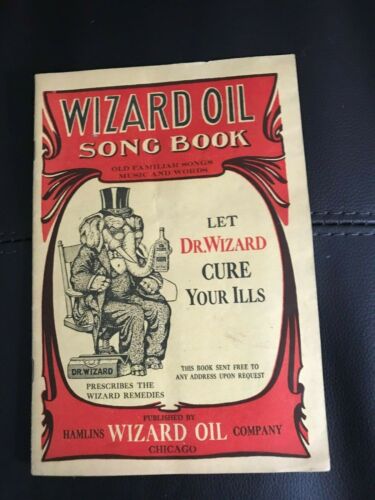 WIZARD OIL
SONG BOOK
OLD FAMILIAR SONGS
MUSIC AND WORDS
LET
DR. WIZARD
CURE
YOUR ILLS
DR. WIZARD
PRESCRIBES THE
WIZARD REMEDIES
THIS BOOK SENT FREE TO
ANY ADDRESS UPON REQUEST
PUBLISHED BY
HAMLINS WIZARD OIL COMPANY
CHICAGO